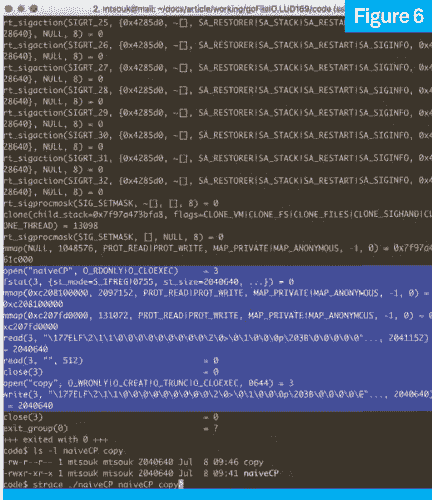 Figure 6
2. mtsouk@mail: ~/docs/article/working/goFileIO.LUD169/code (ssh)
rt_sigaction(SIGRT_25, {0x4285d0, ~[], SA_RESTORER|SA_STACK|SA_RESTART
28640}, NULL, 8) = 0
rt_sigaction(SIGRT_26, {0x4285d0, ~[], SA_RESTORER|SA_STACK|SA_RESTART|SA_SIGINFO, 0x4
28640}, NULL, 8) = 0
rt_sigaction(SIGRT_27, {0x4285d0, ~[], SA_RESTORER|SA_STACK|SA_RESTART|SA_SIGINFO, 0x4
28640}, NULL, 8) = 0
rt_sigaction(SIGRT_28, {0x4285d0, ~[], SA_RESTORER|SA_STACK|SA_RESTART|SA_SIGINFO, 0x4
28640}, NULL, 8) = 0
rt_sigaction(SIGRT_29, {0x4285d0, ~[], SA_RESTORER|SA_STACK|SA_RESTART|SA_SIGINFO, 0x4
28640}, NULL, 8) = 0
rt_sigaction(SIGRT_30, {0x4285d0, ~[], SA_RESTORER|SA_STACK|SA_RESTART|SA_SIGINFO, 0x4
28640}, NULL, 8) = 0
rt_sigaction(SIGRT_31, {0x4285d0, ~[], SA_RESTORER|SA_STACK|SA_RESTART|SA_SIGINFO, 0x4
28640}, NULL, 8) = 0
rt_sigaction(SIGRT_32, {0x4285d0, ~[], SA_RESTORER|SA_STACK|SA_RESTART|SA_SIGINFO, 0x4
28640}, NULL, 8) = 0
rt_sigprocmask(SIG_SETMASK, ~[], [], 8) = 0
clone(child_stack=0x7f97a473bfa8, flags=CLONE_VM|CLONE_FS|CLONE_FILES|CLONE_SIGHAND|CL
ONE_THREAD) = 13098
rt_sigprocmask(SIG_SETMASK, [], NULL, 8) = 0
mmap(NULL, 1048576, PROT_READ|PROT_WRITE, MAP_PRIVATE|MAP_ANONYMOUS, -1, 0) = 0x7f97a4
61c000
open("naiveCP", O_RDONLY|O_CLOEXEC) = 3
fstat(3, {st_mode=S_IFREG|0755, st_size=2040640, ...}) = 0
mmap(0xc208100000, 2097152, PROT_READ|PROT_WRITE, MAP_PRIVATE|MAP_ANONYMOUS, -1, 0) =
0xc208100000
mmap(0xc207fd0000, 131072, PROT_READ|PROT_WRITE, MAP_PRIVATE|MAP_ANONYMOUS, -1, 0) = 0
xc207fd0000
read(3, "\177ELF\2\1\1\0\0\0\0\0\0\0\0\0\2\0>\0\1\0\0\0p\203B\0\0\0\0\0"..., 2041152)
= 2040640
read(3, "", 512) = 0
close(3) = 0
open("copy", O_WRONLY|O_CREAT|O_TRUNC|O_CLOEXEC, 0644) = 3
write(3, "\177ELF\2\1\1\0\0\0\0\0\0\0\0\0\2\0>\0\1\0\0\0p\203B\0\0\0\0\0"..., 2040640)
= 2040640
close(3) = 0
exit_group(0) = ?
+++ exited with 0 +++
code$ ls -l naiveCP copy
-rw-r--r-- 1 mtsouk mtsouk 2040640 Jul 8 09:46 copy
-rwxr-xr-x 1 mtsouk mtsouk 2040640 Jul 8 09:41 naiveCP
code$ strace ./naiveCP naiveCP copy